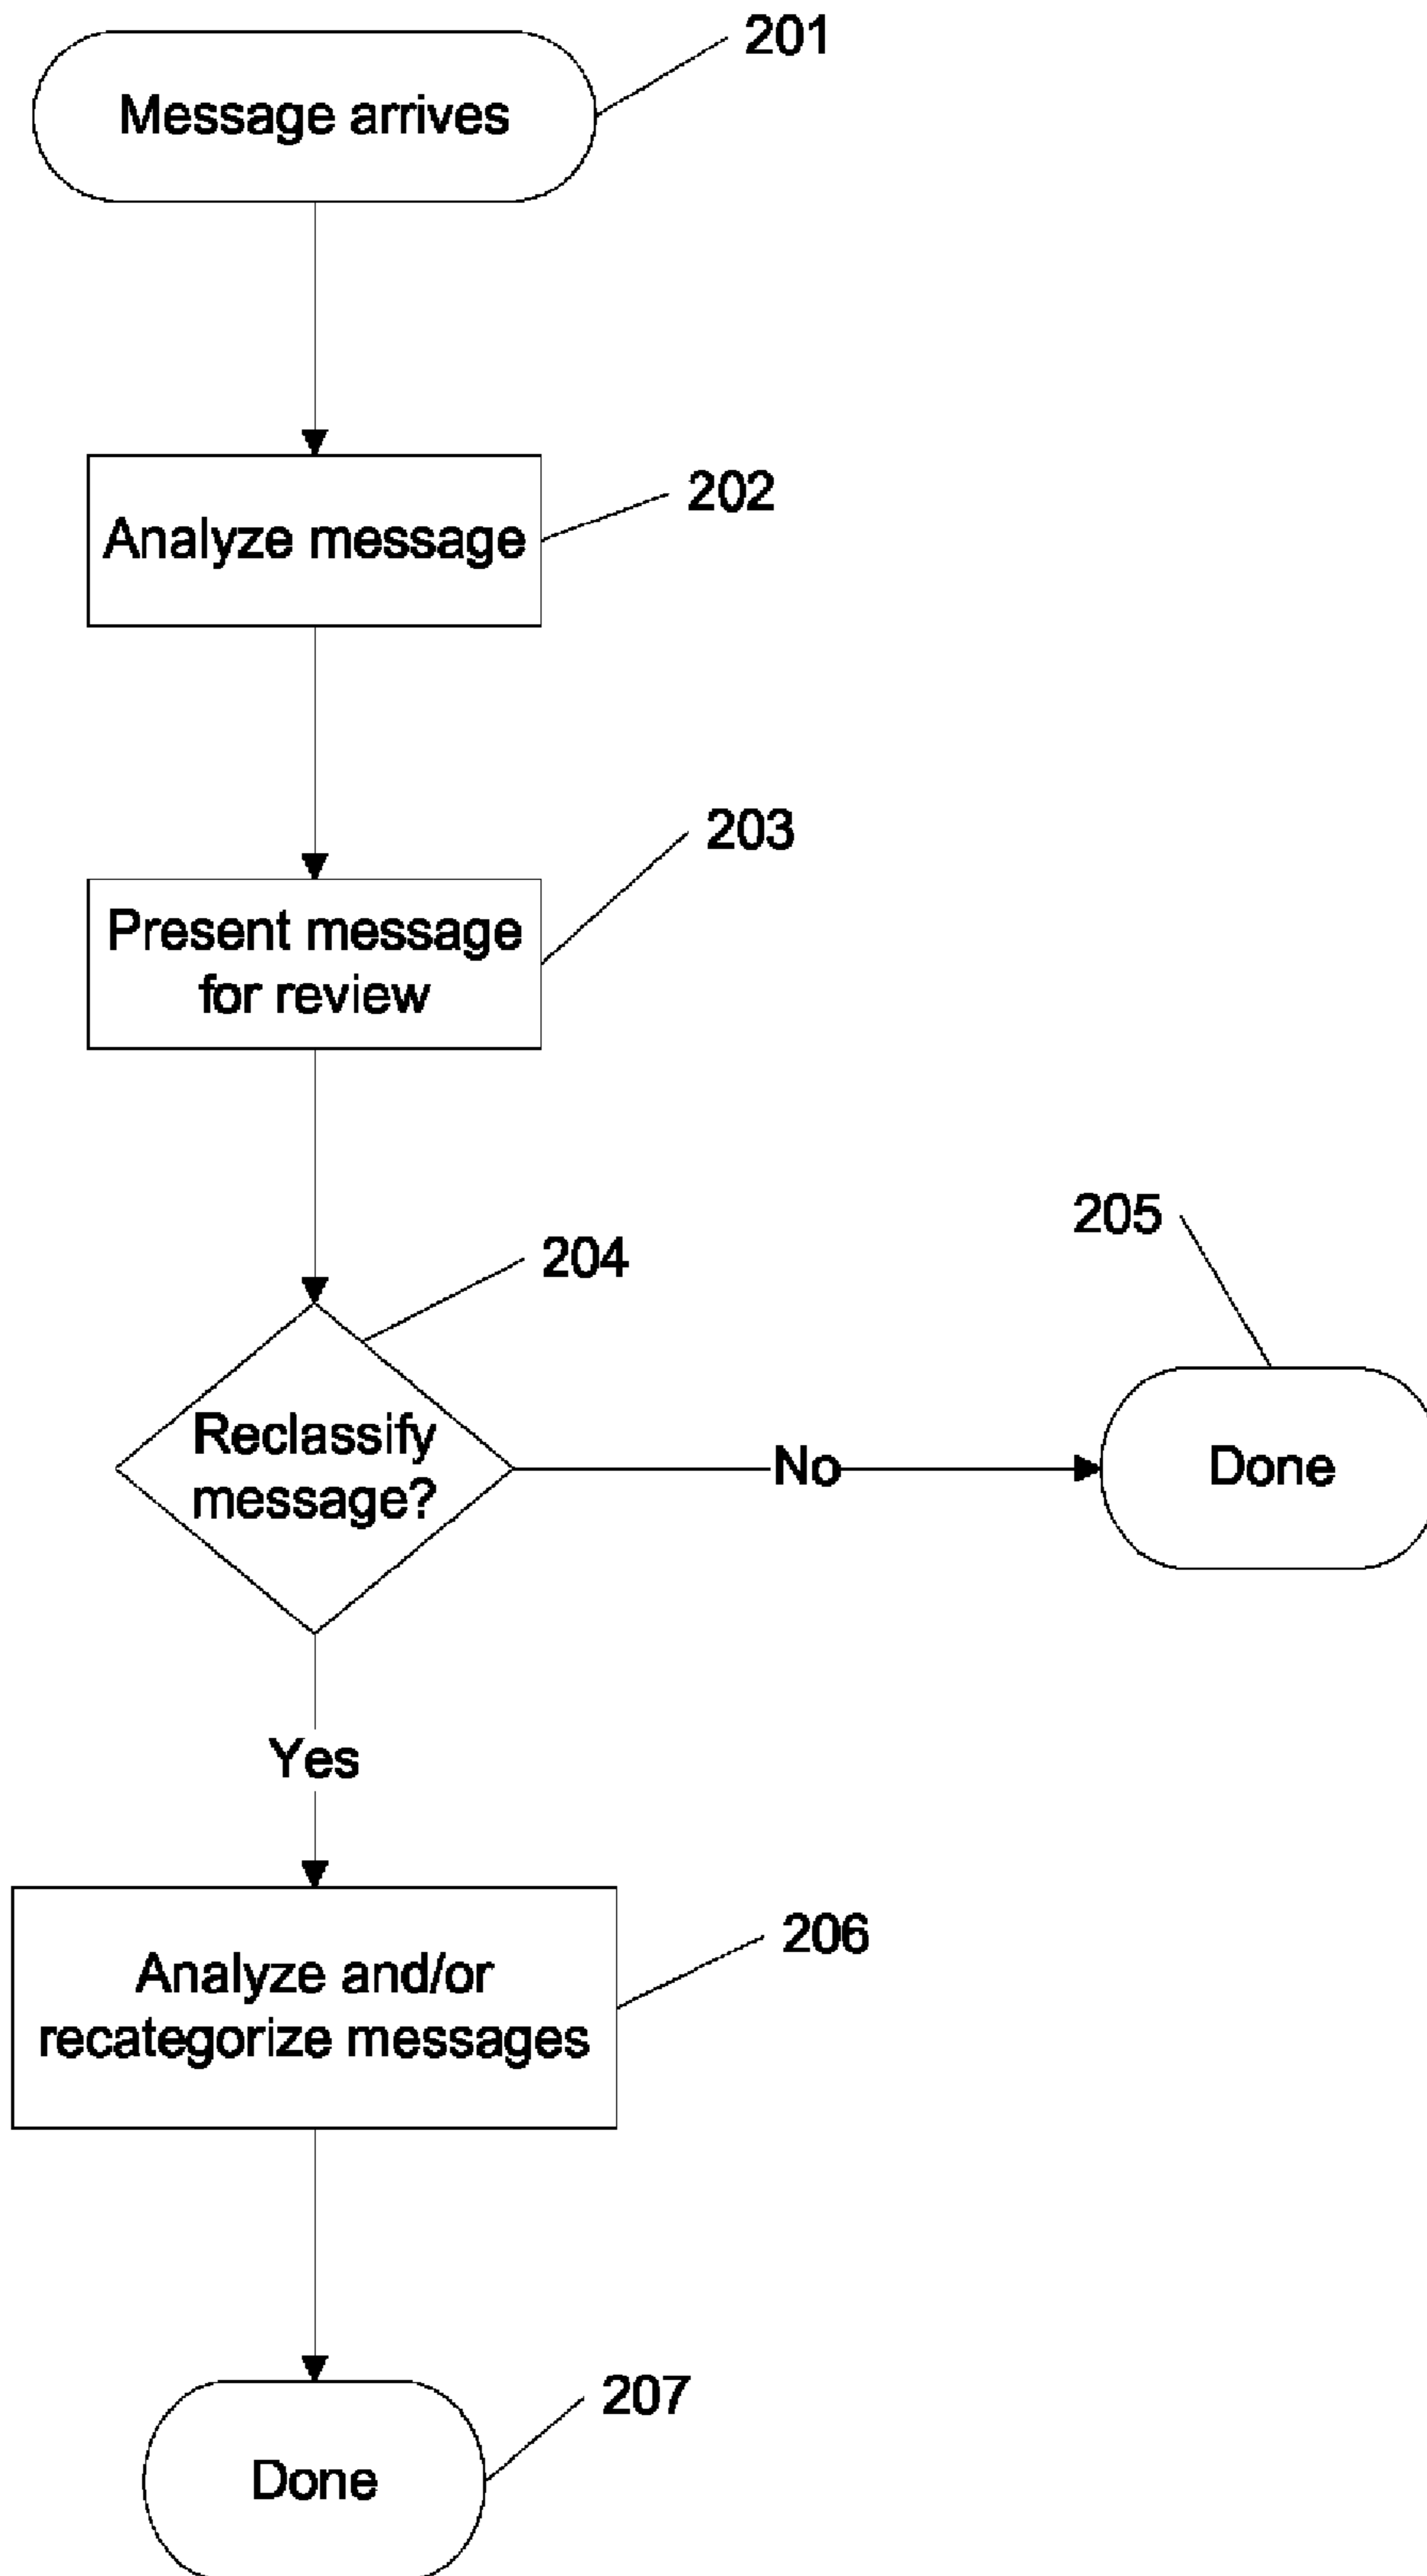 201
Message arrives
202
Analyze message
203
Present message
for review
204
205
Reclassify
message?
No
Done
Yes
206
Analyze and/or
recategorize messages
207
Done